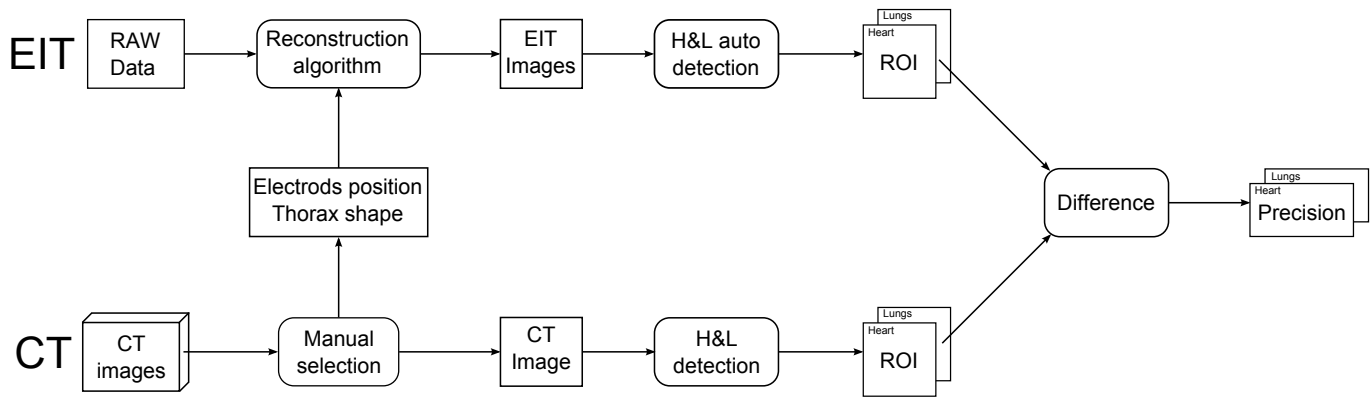 EIT
RAW
Data
Reconstruction
algorithm
EIT
Images
H&L auto
detection
Lungs
Heart
ROI
Electrods position
Thorax shape
Difference
Lungs
Heart
Precision
CT
CT
images
Manual
selection
CT
Image
H&L
detection
Lungs
Heart
ROI